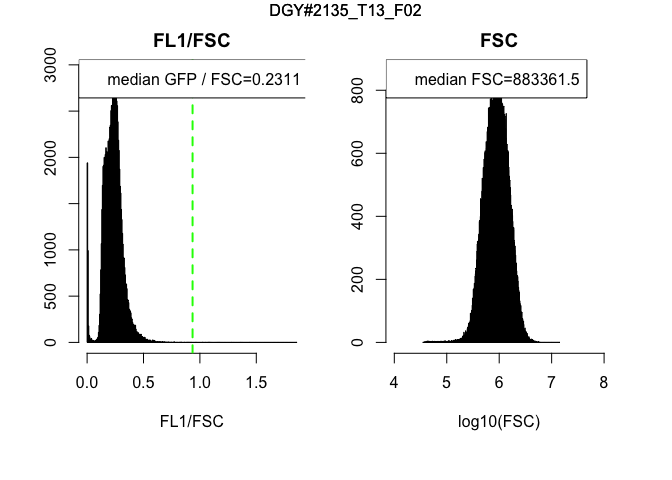 DGY#2135_T13_F02
FL1/FSC
median GFP / FSC=0.2311
3000
2000
1000
500
0
0.0 0.5 1.0 1.5
FL1/FSC
FSC
median FSC=883361.5
800
600
400
200
0
4 5 6 7 8
log10(FSC)